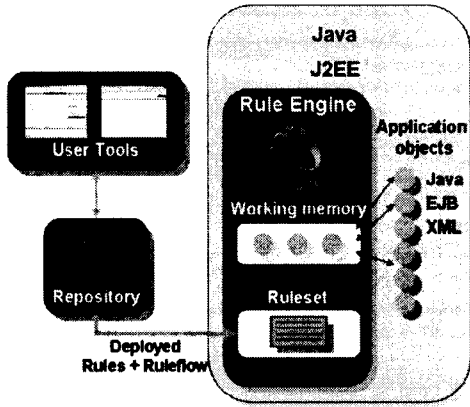 Java
J2EE
Rule Engine
User Tools
Application
objects
Java
EJB
XML
Working memory
Repository
Ruleset
Deployed
Rules + Ruleflow